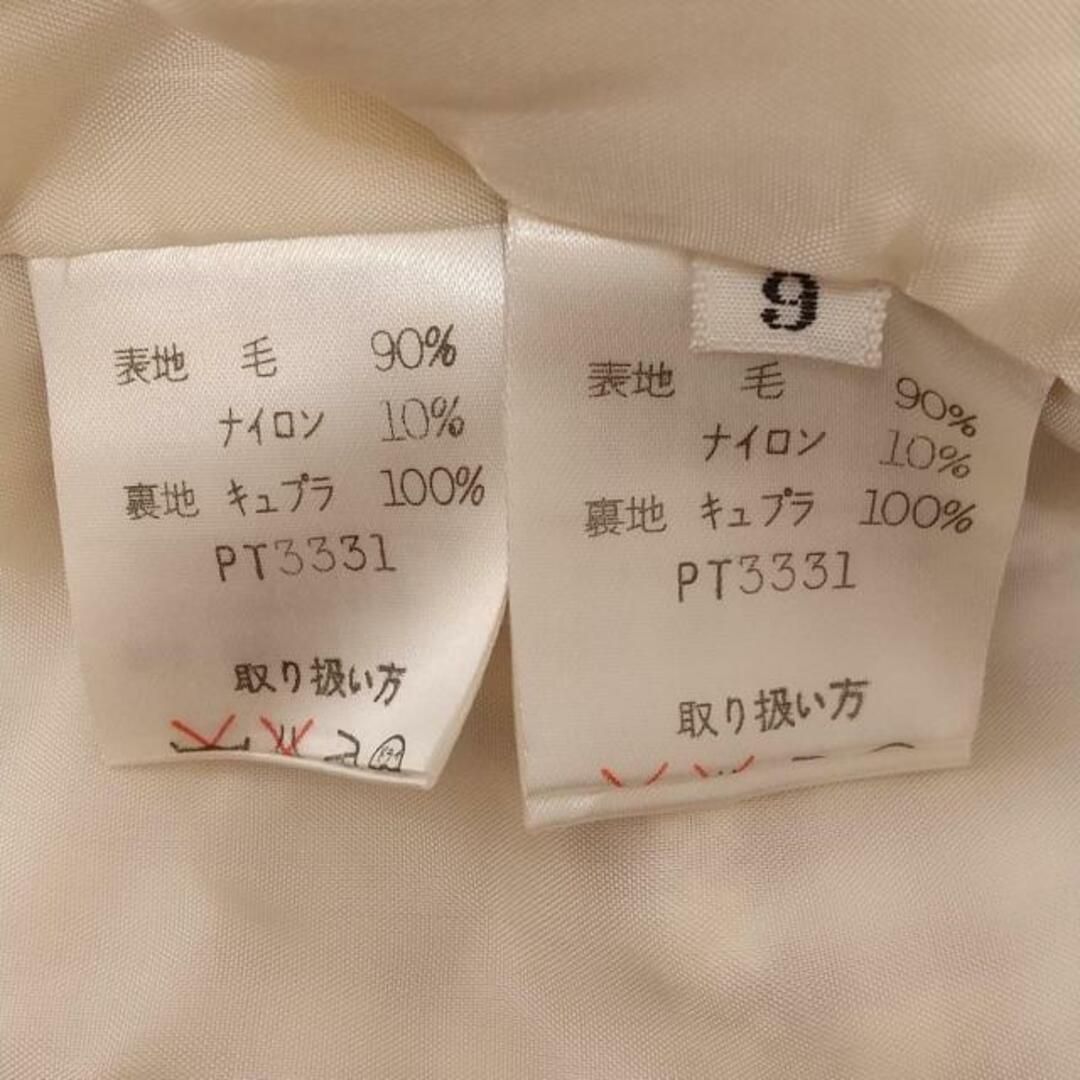 表地 毛 90%
ナイロン 10%
裏地 キュプラ 100%
PT3331
取り扱い方
9
表地 毛 90%
ナイロン 10%
裏地 キュプラ 100%
PT3331
取り扱い方